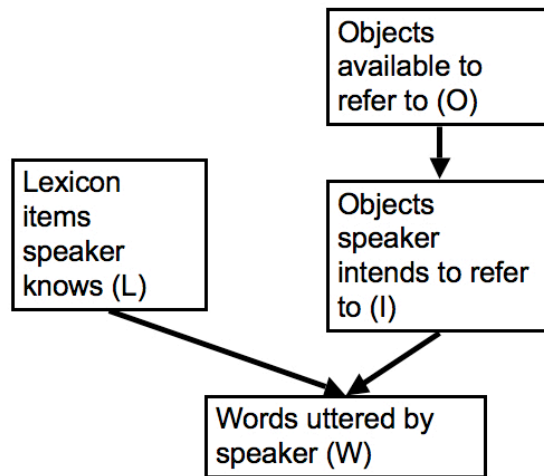 Objects
available to
refer to (O)
Lexicon
items
speaker
knows (L)
Objects
speaker
intends to refer
to (I)
Words uttered by
speaker (W)